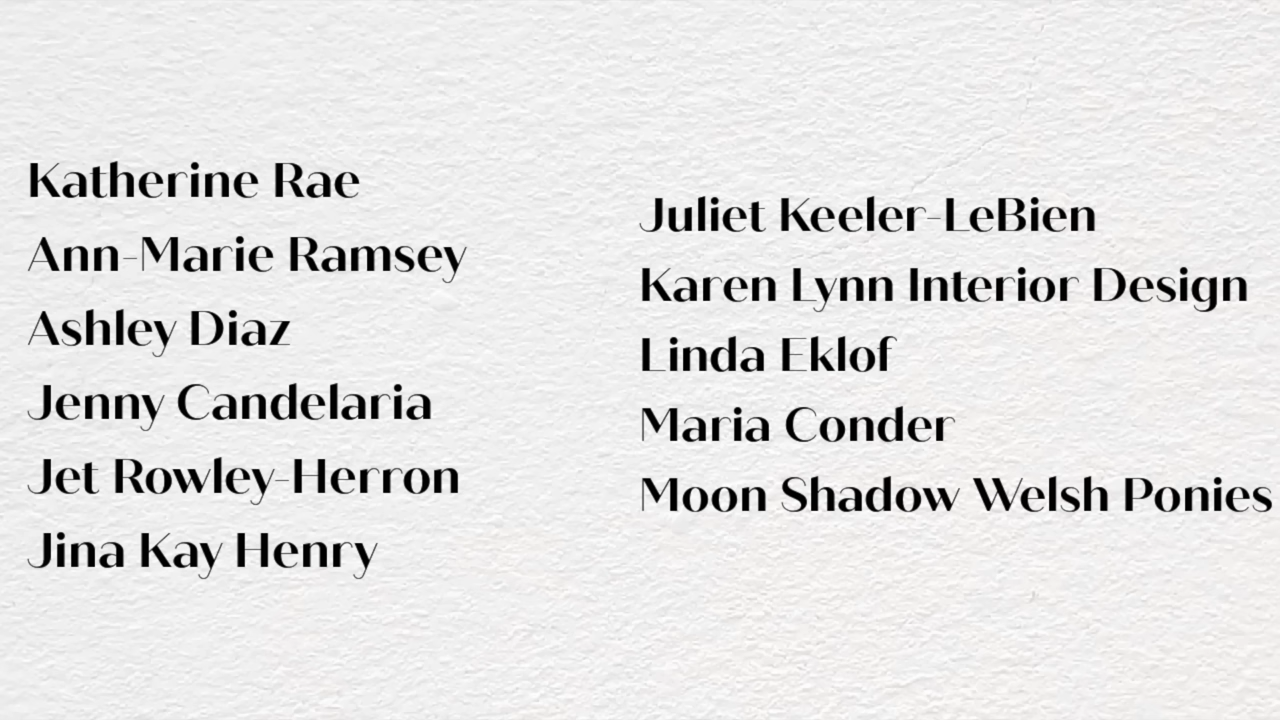 Katherine Rae
Ann-Marie Ramsey
Ashley Diaz
Jenny Candelaria
Jet Rowley-Herron
Jina Kay Henry
Juliet Keeler-LeBien
Karen Lynn Interior Design
Linda Eklof
Maria Conder
Moon Shadow Welsh Ponies